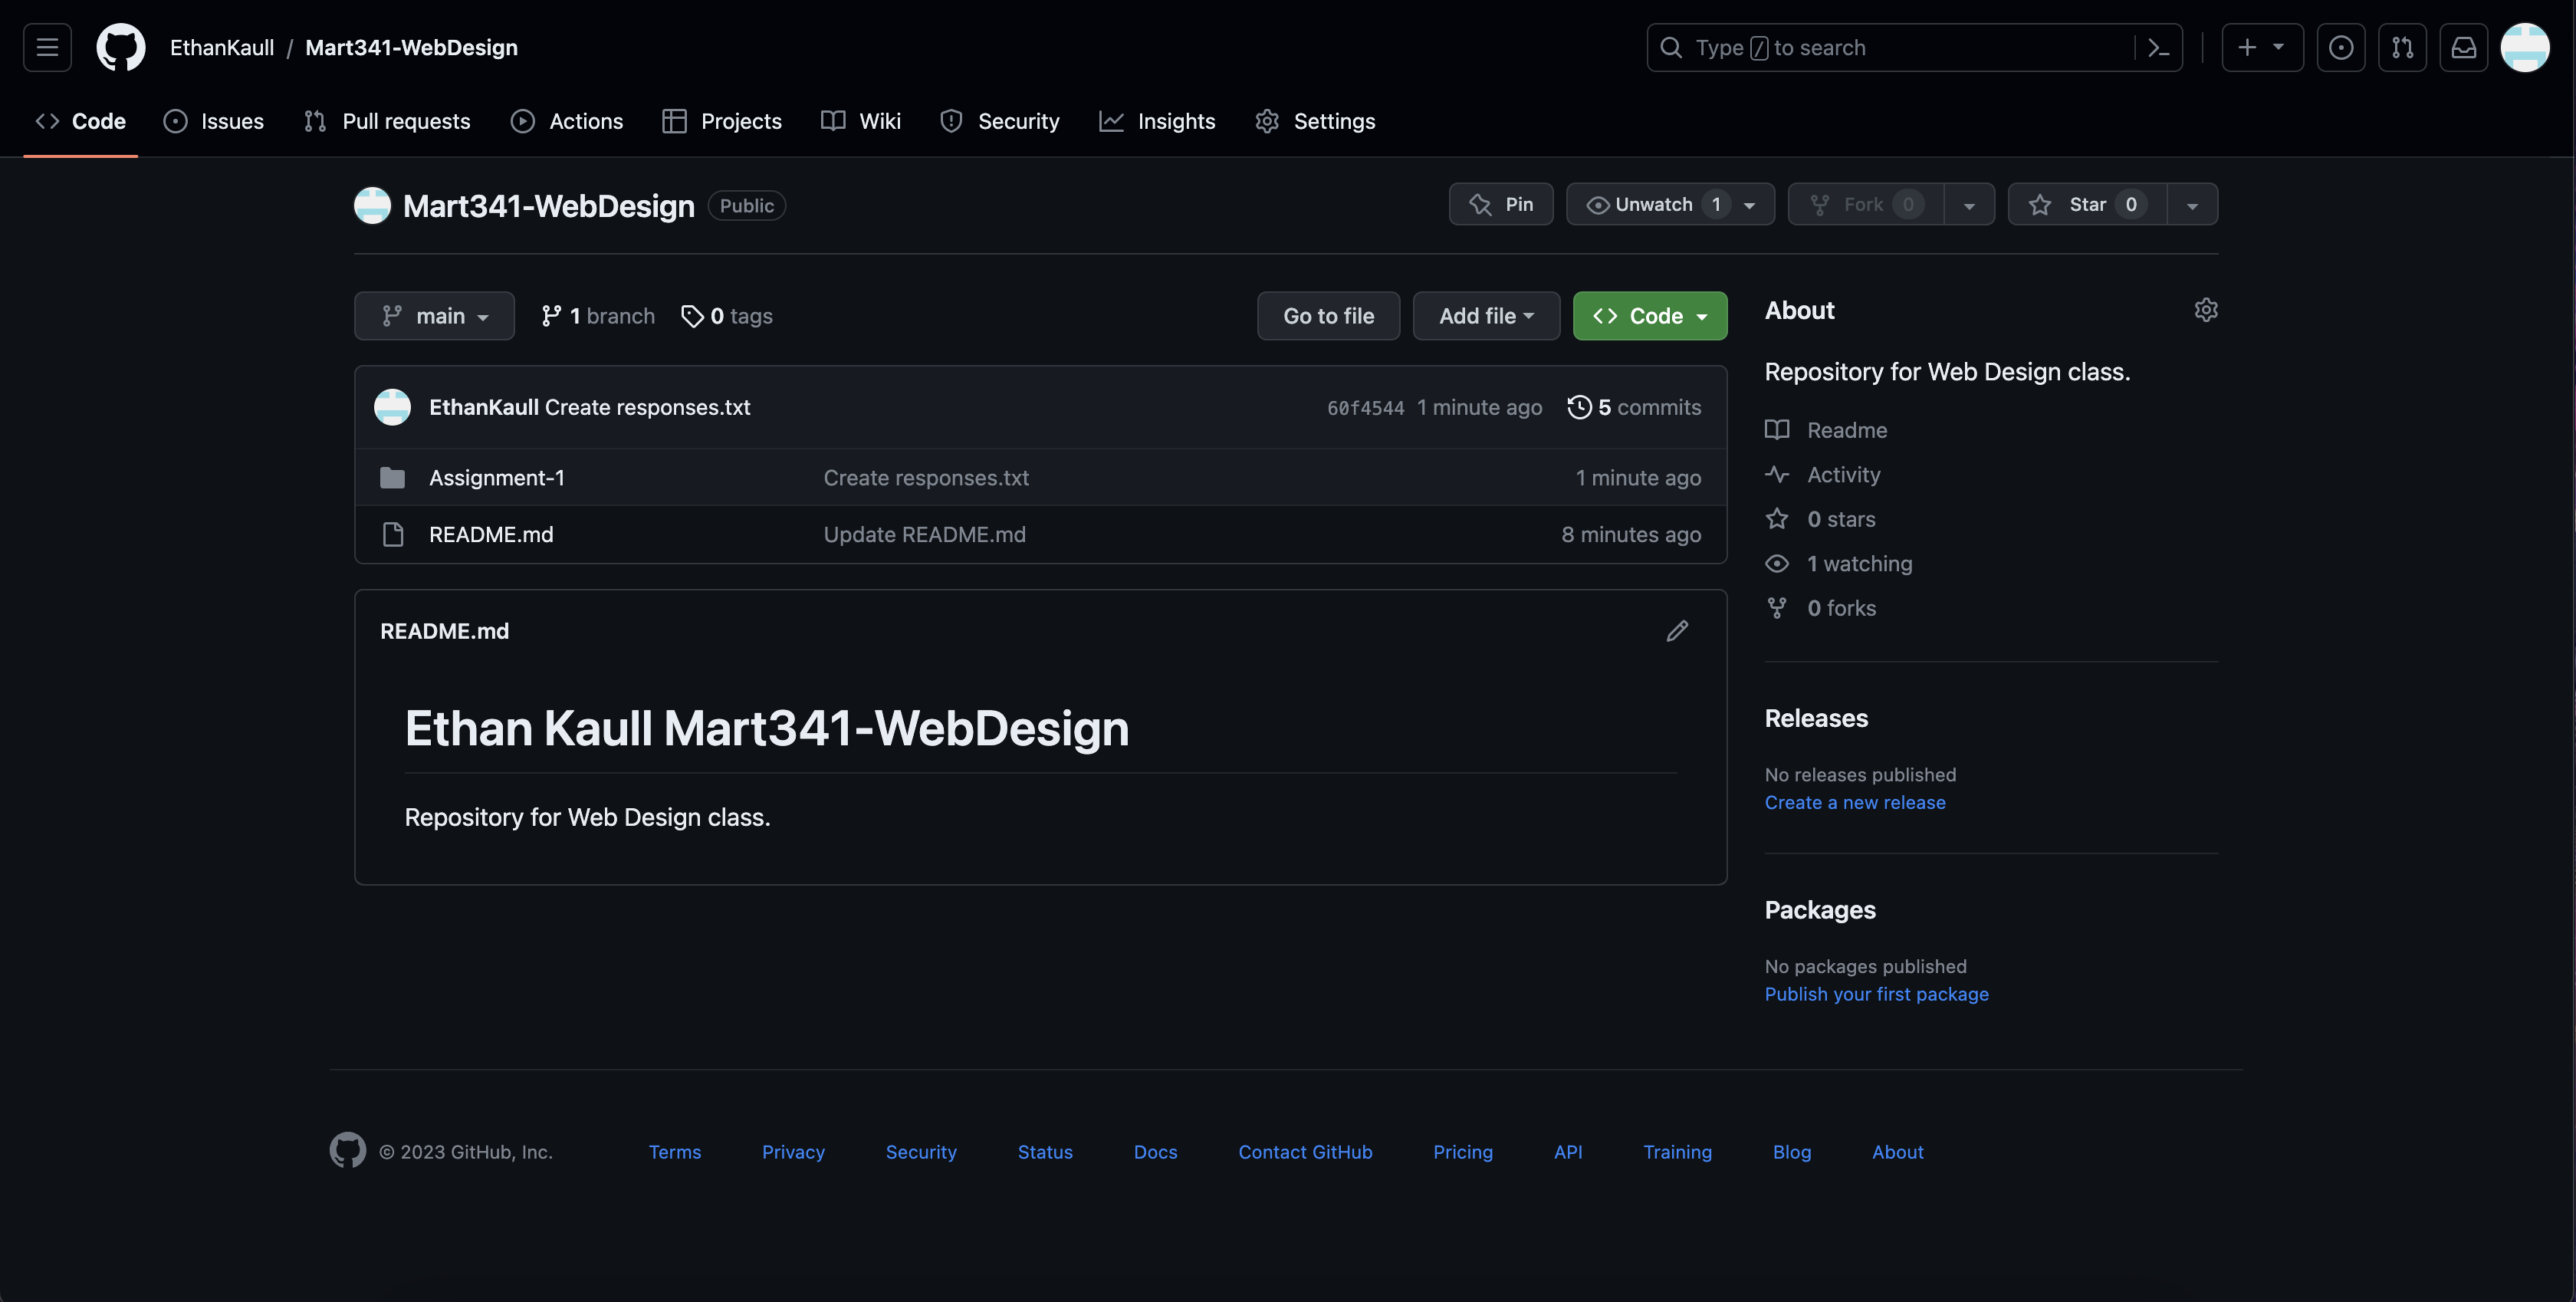 EthanKaull / Mart341-WebDesign
Type / to search
Code Issues Pull requests Actions Projects Wiki Security Insights Settings
Mart341-WebDesign Public
Pin Unwatch 1 Fork 0 Star 0
main 1 branch 0 tags Go to file Add file Code
EthanKaull Create responses.txt 60f4544 1 minute ago 5 commits
Assignment-1 Create responses.txt 1 minute ago
README.md Update README.md 8 minutes ago
README.md
Ethan Kaull Mart341-WebDesign
Repository for Web Design class.
About
Repository for Web Design class.
Readme
Activity
0 stars
1 watching
0 forks
Releases
No releases published
Create a new release
Packages
No packages published
Publish your first package
© 2023 GitHub, Inc. Terms Privacy Security Status Docs Contact GitHub Pricing API Training Blog About